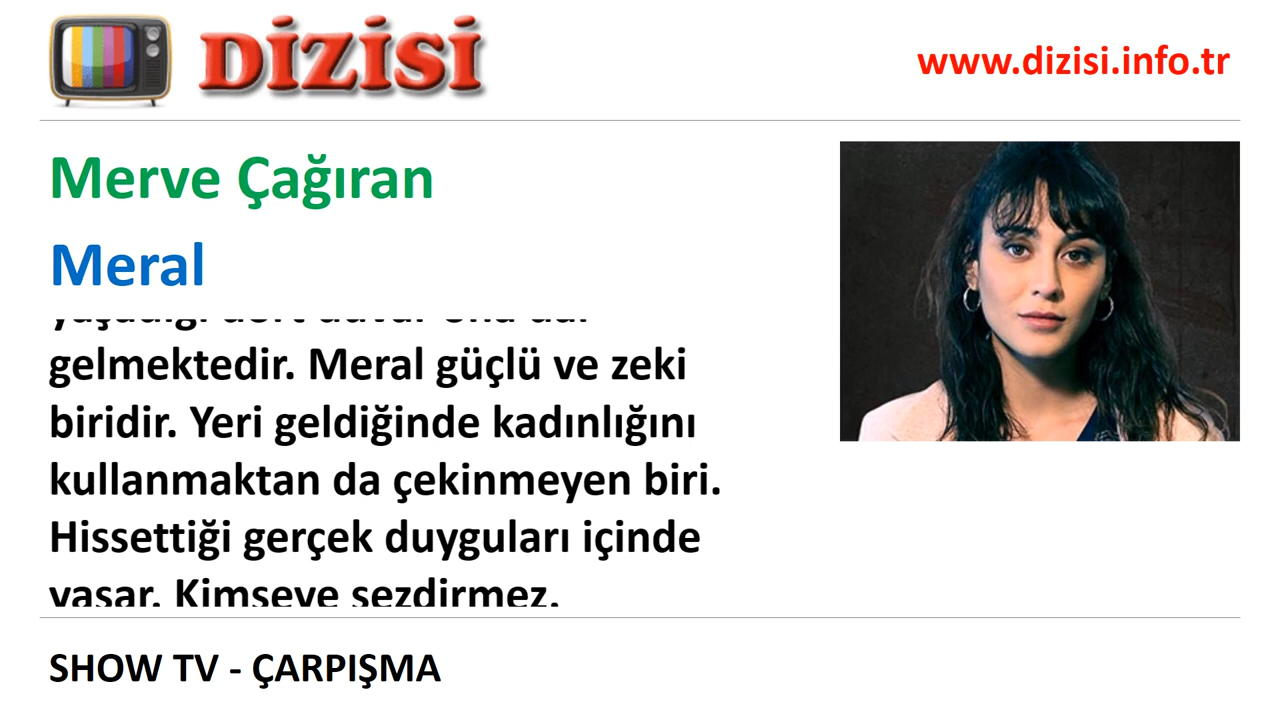 DİZİSİ
www.dizisi.info.tr
Merve Çağıran
Meral
gelmektedir. Meral güçlü ve zeki
biridir. Yeri geldiğinde kadınlığını
kullanmaktan da çekinmeyen biri.
Hissettiği gerçek duyguları içinde
yaşar. Kimseye sezdirmez.
SHOW TV - ÇARPIŞMA